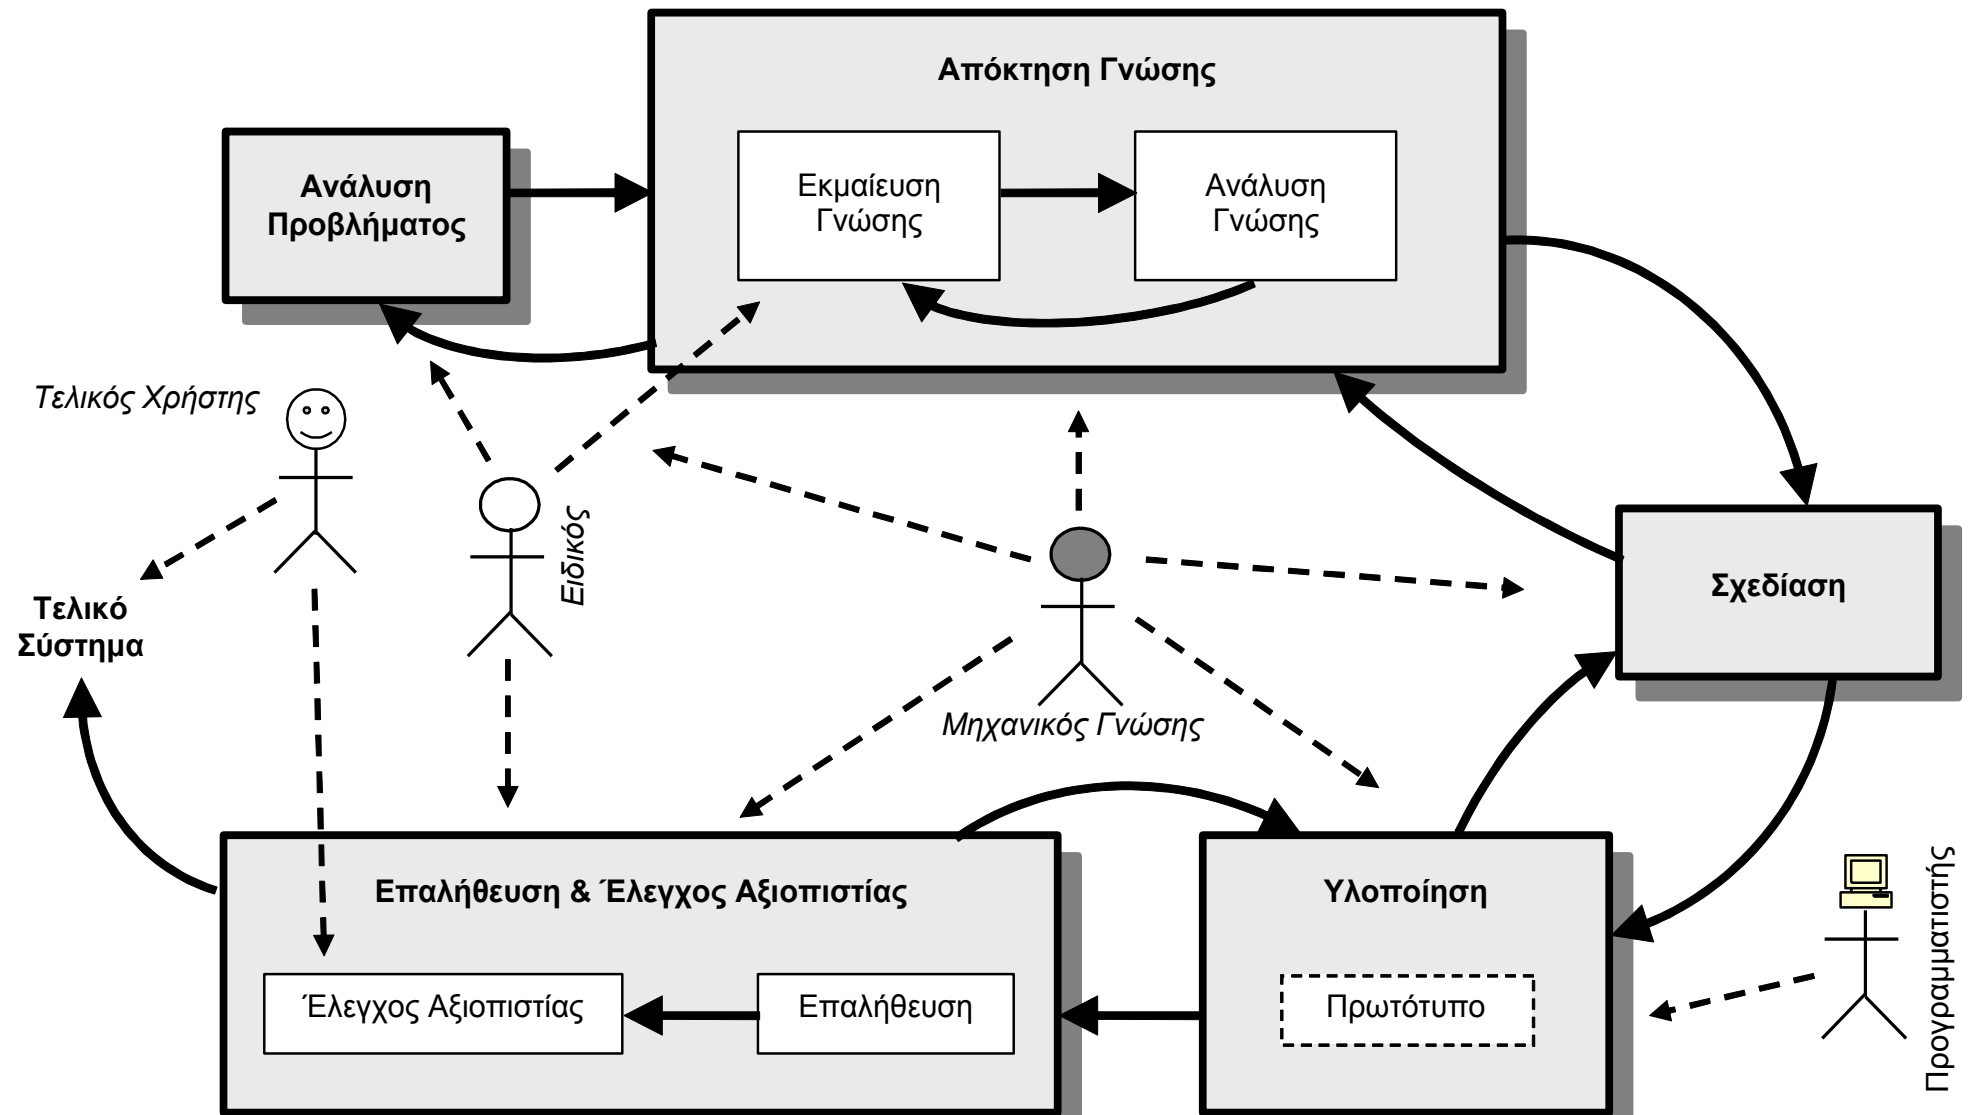 Απόκτηση Γνώσης
Ανάλυση
Προβλήματος
Εκμαίευση
Γνώσης
Ανάλυση
Γνώσης
Τελικός Χρήστης
Ειδικός
Τελικό
Σύστημα
Σχεδίαση
Μηχανικός Γνώσης
Επαλήθευση & Έλεγχος Αξιοπιστίας
Έλεγχος Αξιοπιστίας
Επαλήθευση
Υλοποίηση
Πρωτότυπο
Προγραμματιστής